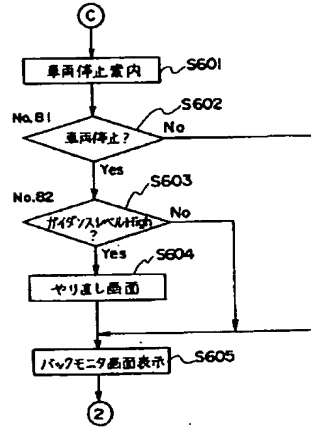 C
車両停止案内 S601
No.81 S602
車両停止? No
Yes
No.82 S603
ガイダンスレベルHigh No
?
Yes S604
やり直し画面
バックモニタ画面表示 S605
2